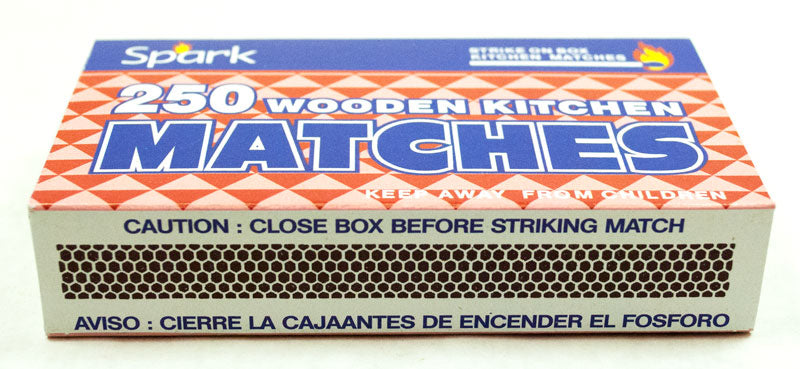 Spark
STRIKE ON BOX
KITCHEN MATCHES
250 WOODEN KITCHEN
MATCHES
KEEP AWAY FROM CHILDREN
CAUTION : CLOSE BOX BEFORE STRIKING MATCH
AVISO : CIERRE LA CAJAANTES DE ENCENDER EL FOSFORO